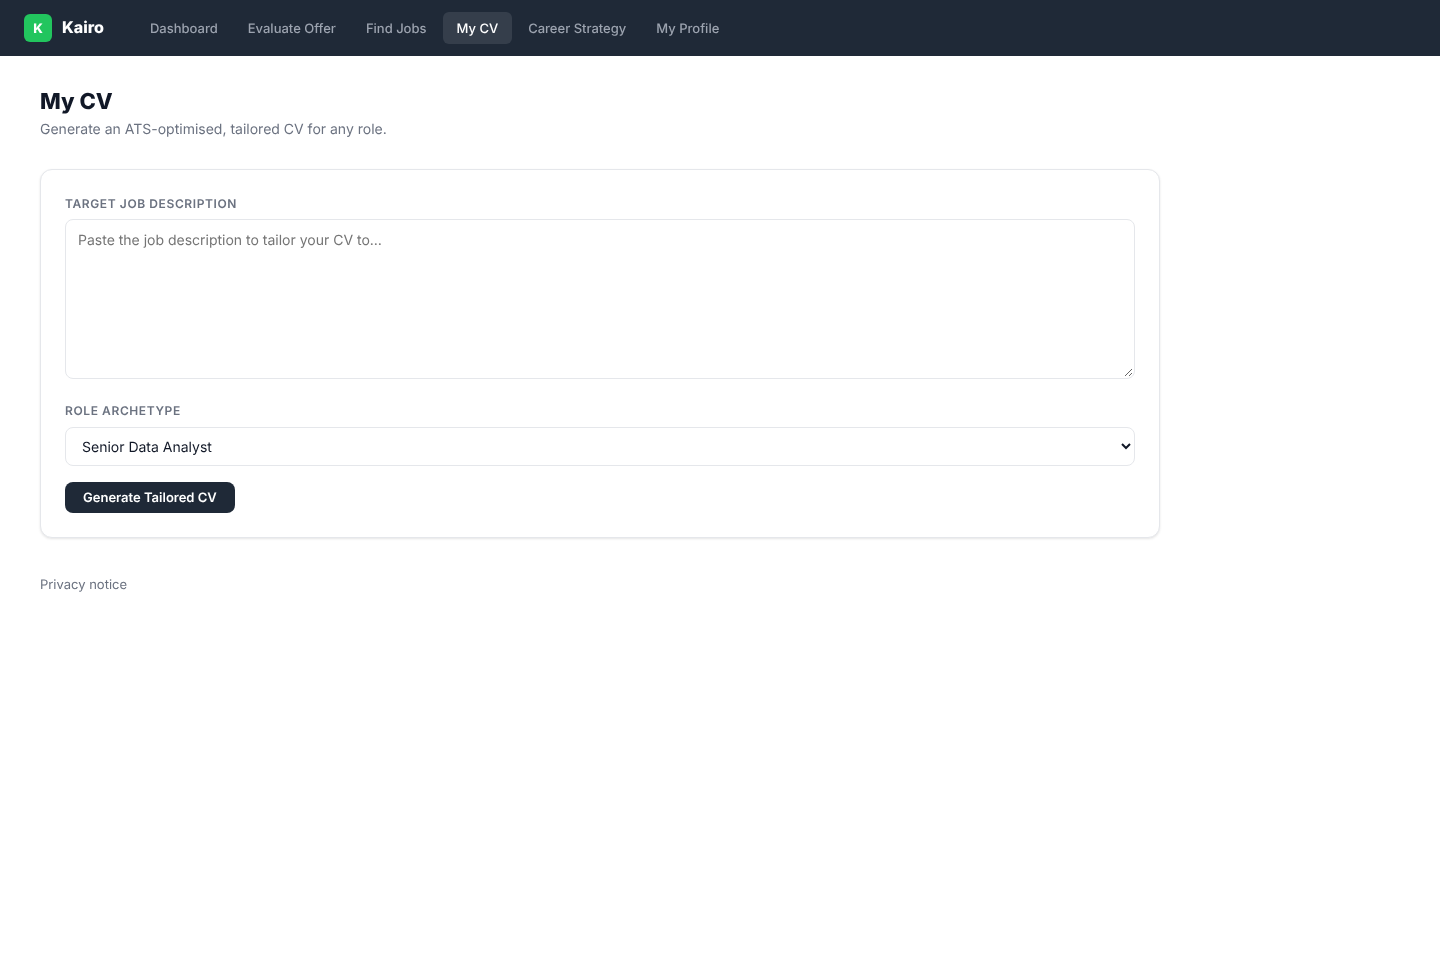 K Kairo Dashboard Evaluate Offer Find Jobs My CV Career Strategy My Profile
My CV
Generate an ATS-optimised, tailored CV for any role.
TARGET JOB DESCRIPTION
Paste the job description to tailor your CV to...
ROLE ARCHETYPE
Senior Data Analyst
Generate Tailored CV
Privacy notice